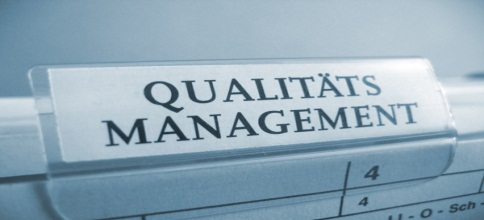 QUALITÄTS
MANAGEMENT
4
4
- O - Sch -